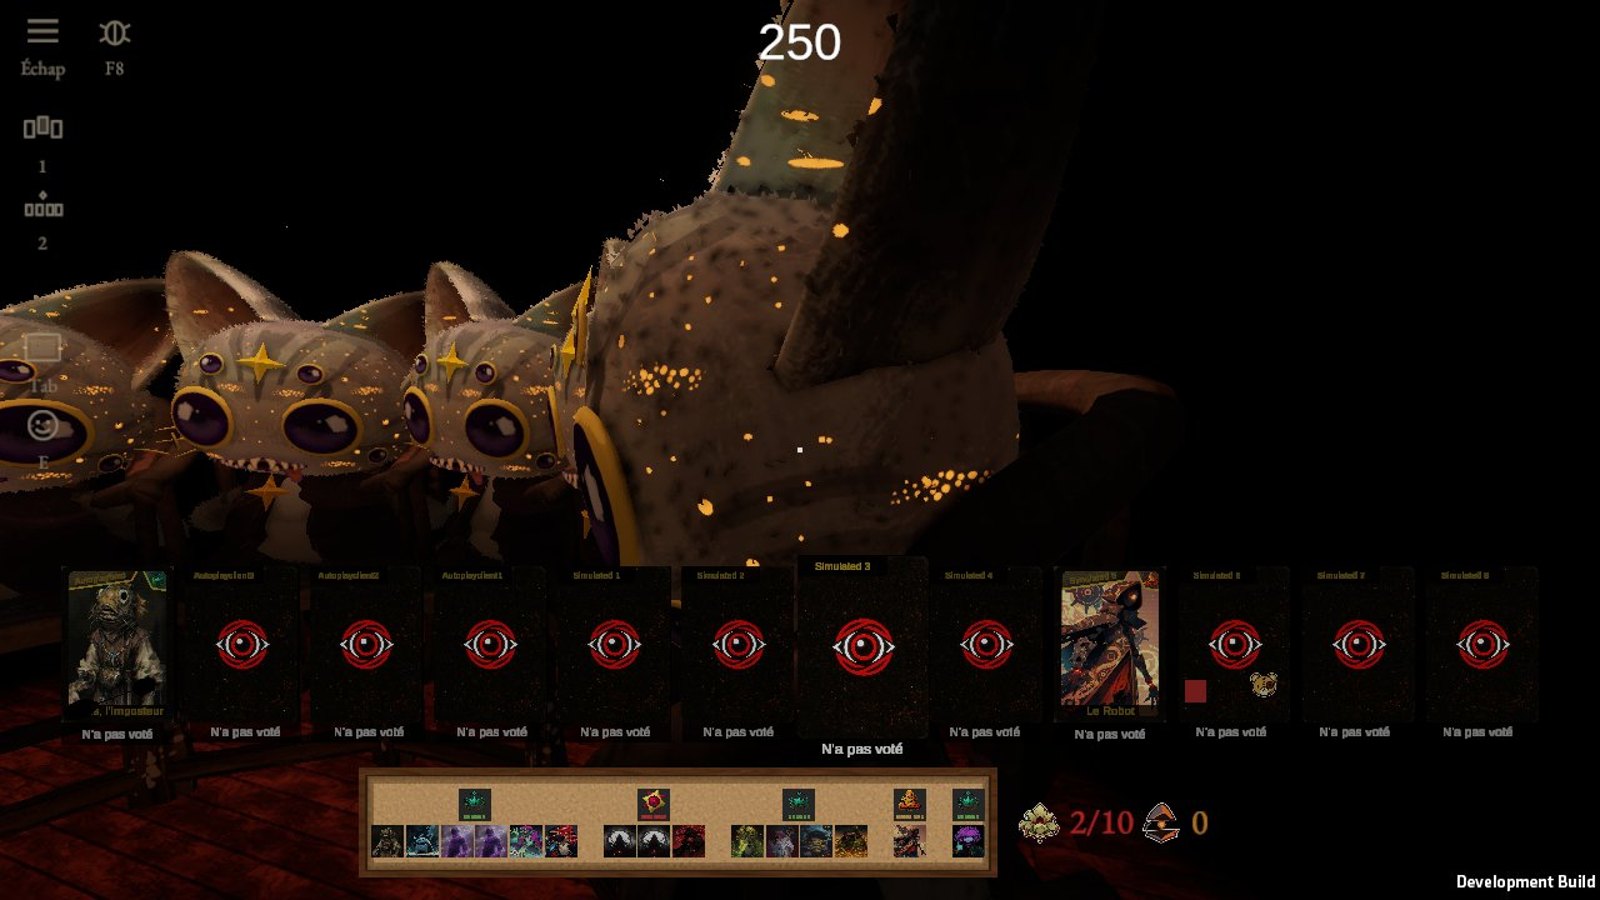 250
Échap
F8
1
2
Tab
E
Simulated 3
Autoplayclient2
Autoplayclient1
Simulated 1
Simulated 2
Simulated 4
Simulated 6
Simulated 7
Simulated 8
l'Imposteur
Le Robot
N'a pas voté
N'a pas voté
N'a pas voté
N'a pas voté
N'a pas voté
N'a pas voté
N'a pas voté
N'a pas voté
N'a pas voté
N'a pas voté
N'a pas voté
N'a pas voté
2/10
0
Development Build